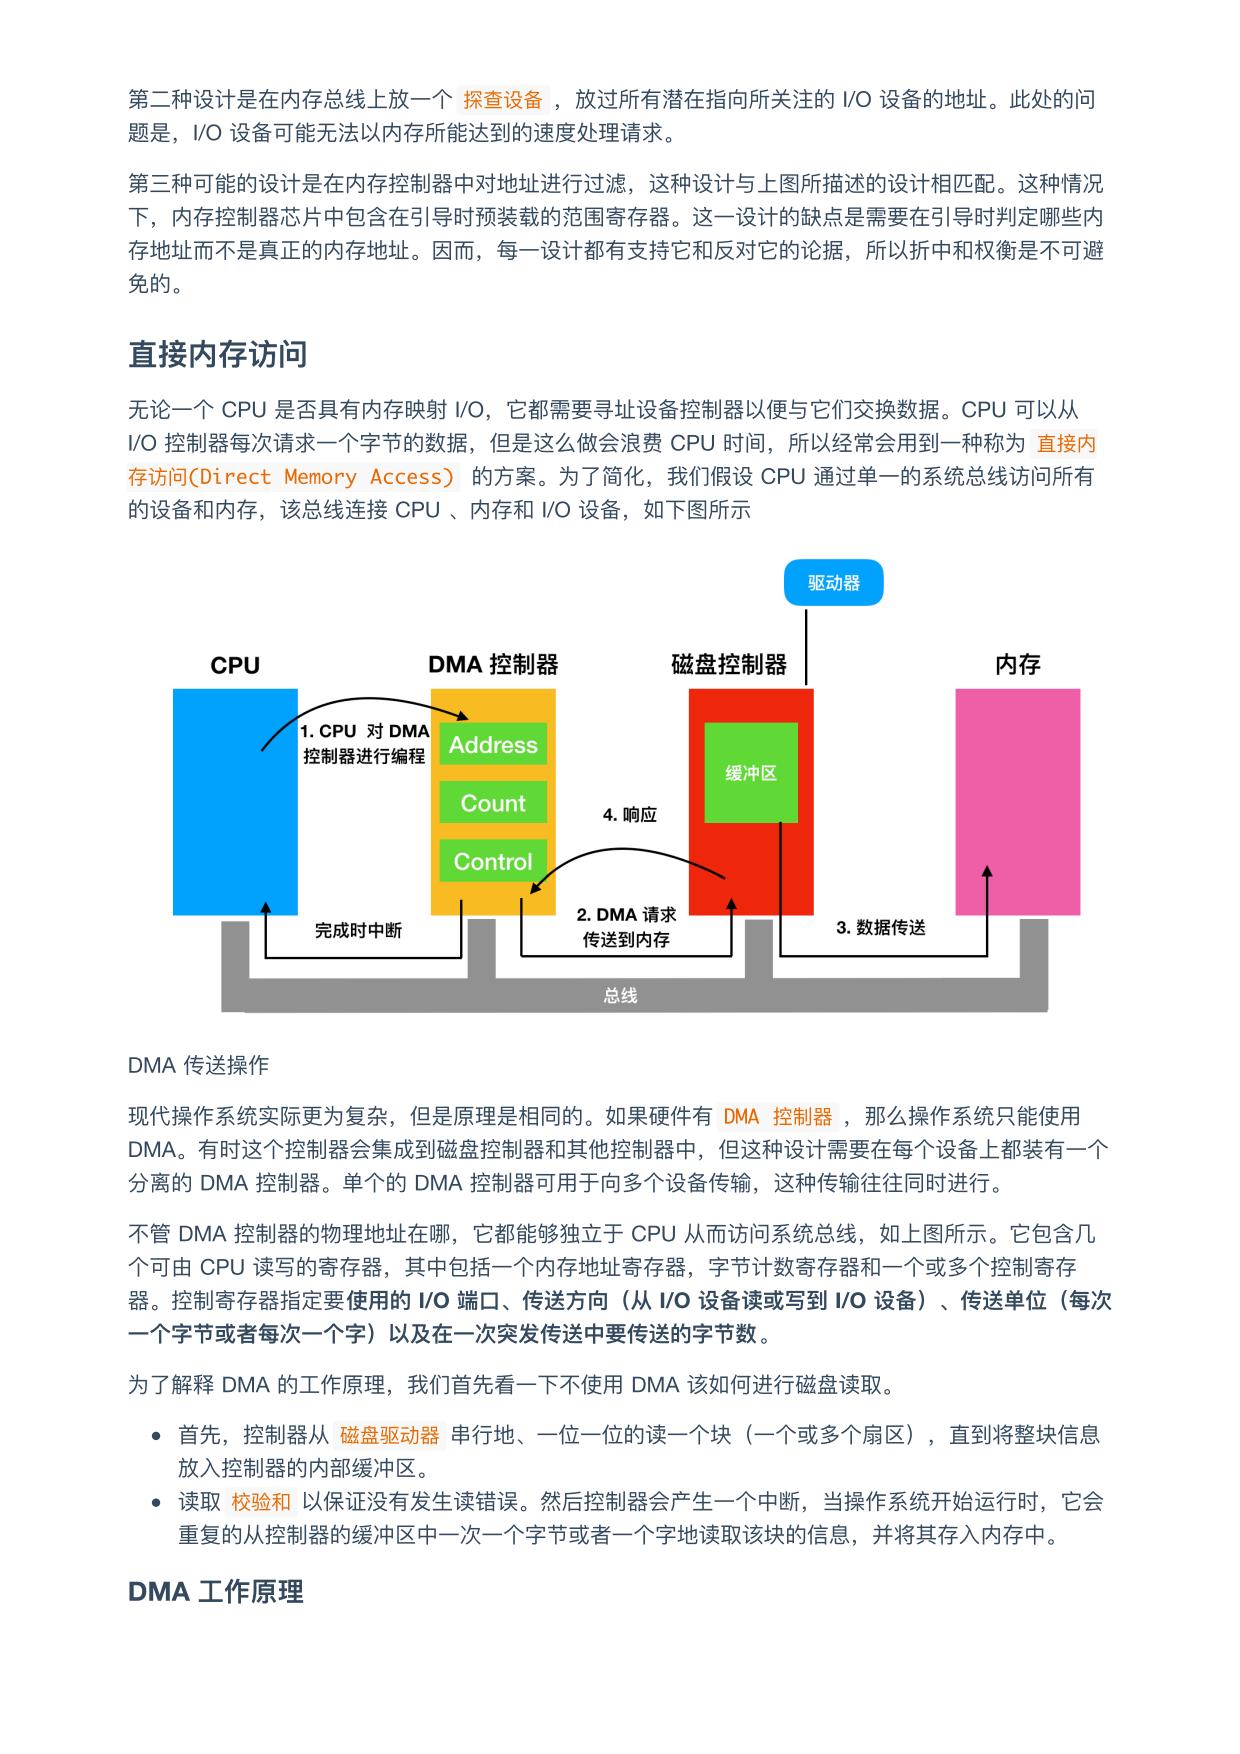 第二种设计是在内存总线上放一个 探查设备 ，放过所有潜在指向所关注的 I/O 设备的地址。此处的问
题是，I/O 设备可能无法以内存所能达到的速度处理请求。
第三种可能的设计是在内存控制器中对地址进行过滤，这种设计与上图所描述的设计相匹配。这种情况
下，内存控制器芯片中包含在引导时预装载的范围寄存器。这一设计的缺点是需要在引导时判定哪些内
存地址而不是真正的内存地址。因而，每一设计都有支持它和反对它的论据，所以折中和权衡是不可避
免的。
直接内存访问
无论一个 CPU 是否具有内存映射 I/O，它都需要寻址设备控制器以便与它们交换数据。CPU 可以从
I/O 控制器每次请求一个字节的数据，但是这么做会浪费 CPU 时间，所以经常会用到一种称为 直接内
存访问(Direct Memory Access) 的方案。为了简化，我们假设 CPU 通过单一的系统总线访问所有
的设备和内存，该总线连接 CPU 、内存和 I/O 设备，如下图所示
驱动器
CPU
DMA 控制器
磁盘控制器
内存
1. CPU 对 DMA
控制器进行编程
Address
Count
Control
缓冲区
4. 响应
2. DMA 请求
传送到内存
3. 数据传送
完成时中断
总线
DMA 传送操作
现代操作系统实际更为复杂，但是原理是相同的。如果硬件有 DMA 控制器 ，那么操作系统只能使用
DMA。有时这个控制器会集成到磁盘控制器和其他控制器中，但这种设计需要在每个设备上都装有一个
分离的 DMA 控制器。单个的 DMA 控制器可用于向多个设备传输，这种传输往往同时进行。
不管 DMA 控制器的物理地址在哪，它都能够独立于 CPU 从而访问系统总线，如上图所示。它包含几
个可由 CPU 读写的寄存器，其中包括一个内存地址寄存器，字节计数寄存器和一个或多个控制寄存
器。控制寄存器指定要使用的 I/O 端口、传送方向（从 I/O 设备读或写到 I/O 设备）、传送单位（每次
一个字节或者每次一个字）以及在一次突发传送中要传送的字节数。
为了解释 DMA 的工作原理，我们首先看一下不使用 DMA 该如何进行磁盘读取。
• 首先，控制器从 磁盘驱动器 串行地、一位一位的读一个块（一个或多个扇区），直到将整块信息
放入控制器的内部缓冲区。
• 读取 校验和 以保证没有发生读错误。然后控制器会产生一个中断，当操作系统开始运行时，它会
重复的从控制器的缓冲区中一次一个字节或者一个字地读取该块的信息，并将其存入内存中。
DMA 工作原理